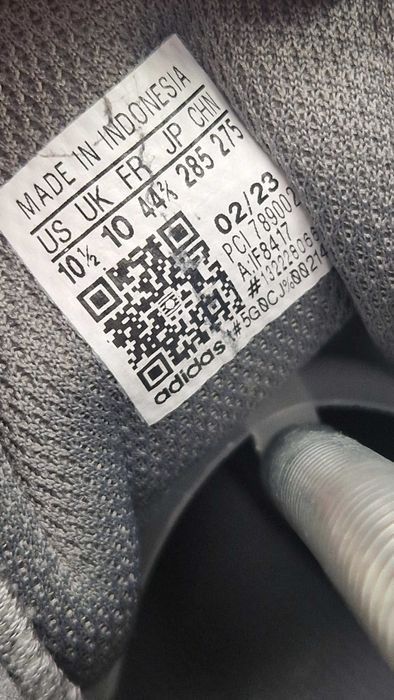 MADE IN INDONESIA
US UK FR JP CHN
10½ 10 44⅔ 285 275
02/23
PCI 789002
A1F8417
adidas